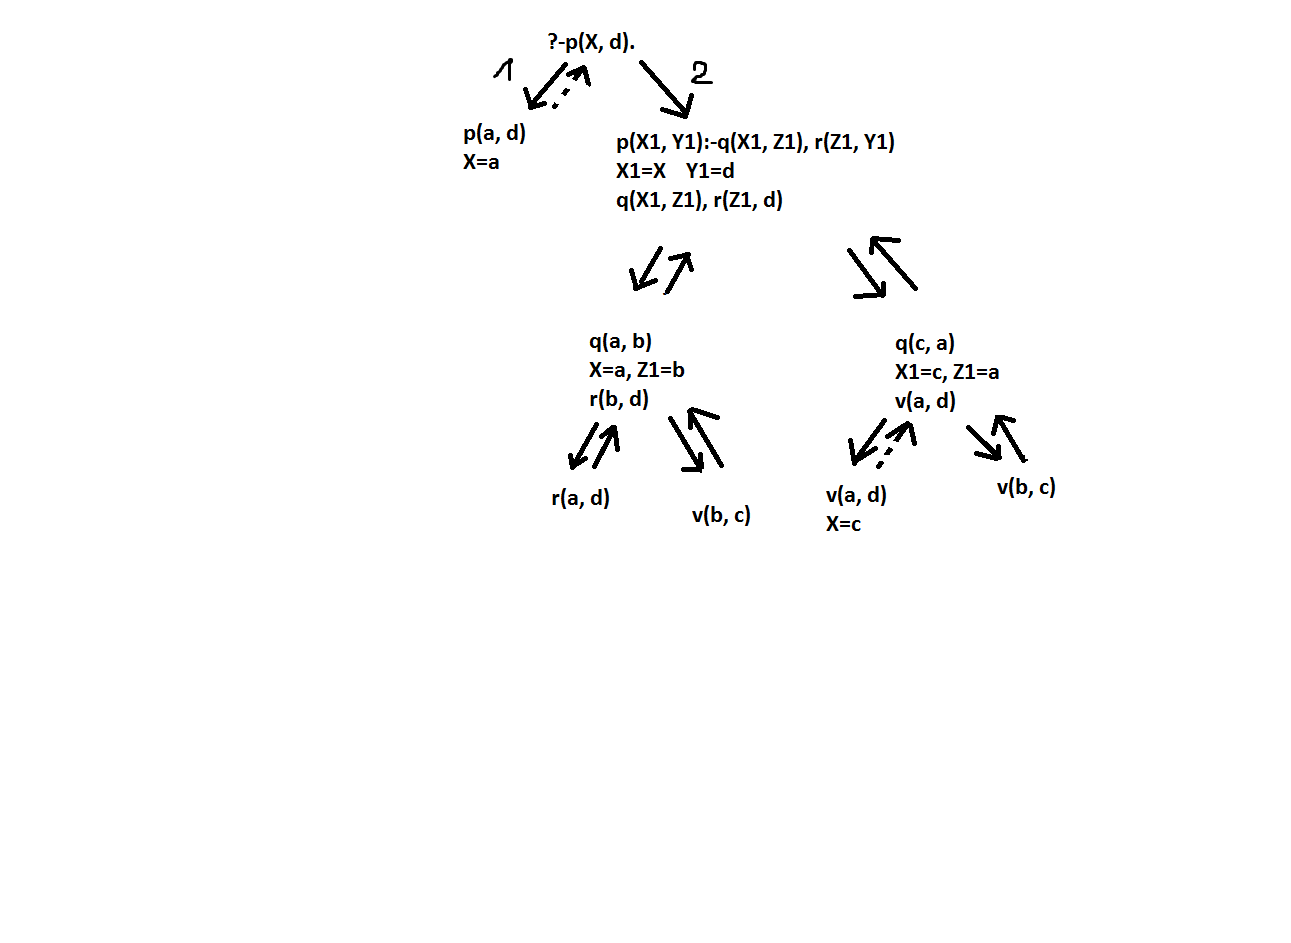 ?-p(X, d).
1
2
p(a, d)
X=a
p(X1, Y1):-q(X1, Z1), r(Z1, Y1)
X1=X Y1=d
q(X1, Z1), r(Z1, d)
q(a, b)
X=a, Z1=b
r(b, d)
q(c, a)
X1=c, Z1=a
v(a, d)
r(a, d)
v(b, c)
v(a, d)
X=c
v(b, c)